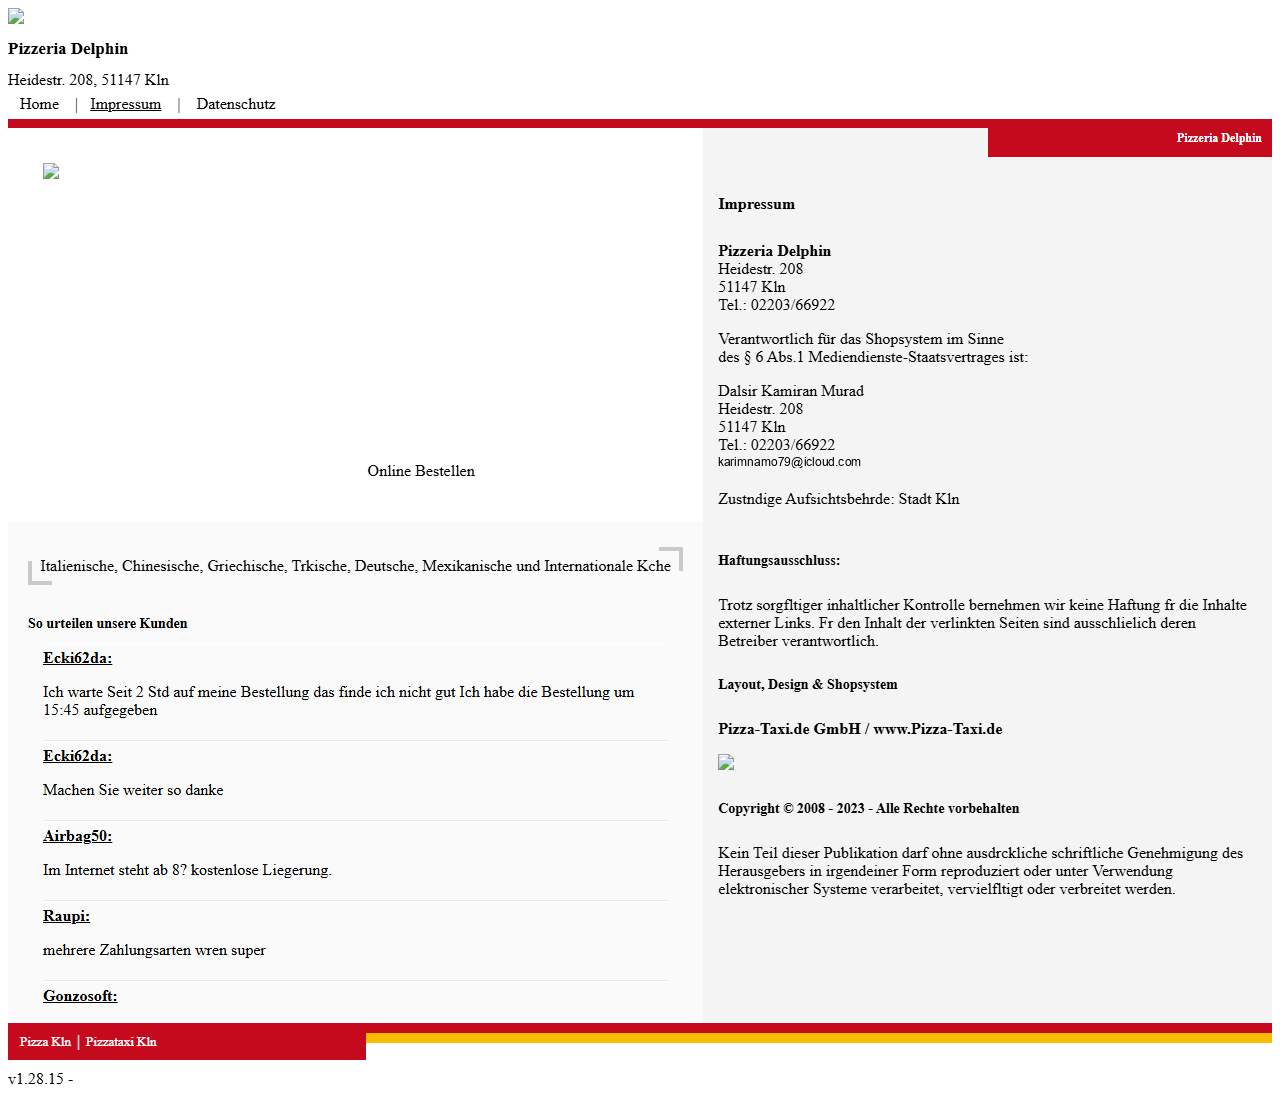 Pizzeria Delphin
Heidestr. 208, 51147 Kln
Home | Impressum | Datenschutz
Pizzeria Delphin
Online Bestellen
Italienische, Chinesische, Griechische, Trkische, Deutsche, Mexikanische und Internationale Kche
So urteilen unsere Kunden
Ecki62da:
Ich warte Seit 2 Std auf meine Bestellung das finde ich nicht gut Ich habe die Bestellung um
15:45 aufgegeben
Ecki62da:
Machen Sie weiter so danke
Airbag50:
Im Internet steht ab 8? kostenlose Liegerung.
Raupi:
mehrere Zahlungsarten wren super
Gonzosoft:
Impressum
Pizzeria Delphin
Heidestr. 208
51147 Kln
Tel.: 02203/66922
Verantwortlich für das Shopsystem im Sinne
des § 6 Abs.1 Mediendienste-Staatsvertrages ist:
Dalsir Kamiran Murad
Heidestr. 208
51147 Kln
Tel.: 02203/66922
karimnamo79@icloud.com
Zustndige Aufsichtsbehrde: Stadt Kln
Haftungsausschluss:
Trotz sorgfltiger inhaltlicher Kontrolle bernehmen wir keine Haftung fr die Inhalte
externer Links. Fr den Inhalt der verlinkten Seiten sind ausschlielich deren
Betreiber verantwortlich.
Layout, Design & Shopsystem
Pizza-Taxi.de GmbH / www.Pizza-Taxi.de
Copyright © 2008 - 2023 - Alle Rechte vorbehalten
Kein Teil dieser Publikation darf ohne ausdrckliche schriftliche Genehmigung des
Herausgebers in irgendeiner Form reproduziert oder unter Verwendung
elektronischer Systeme verarbeitet, vervielfltigt oder verbreitet werden.
Pizza Kln | Pizzataxi Kln
v1.28.15 -